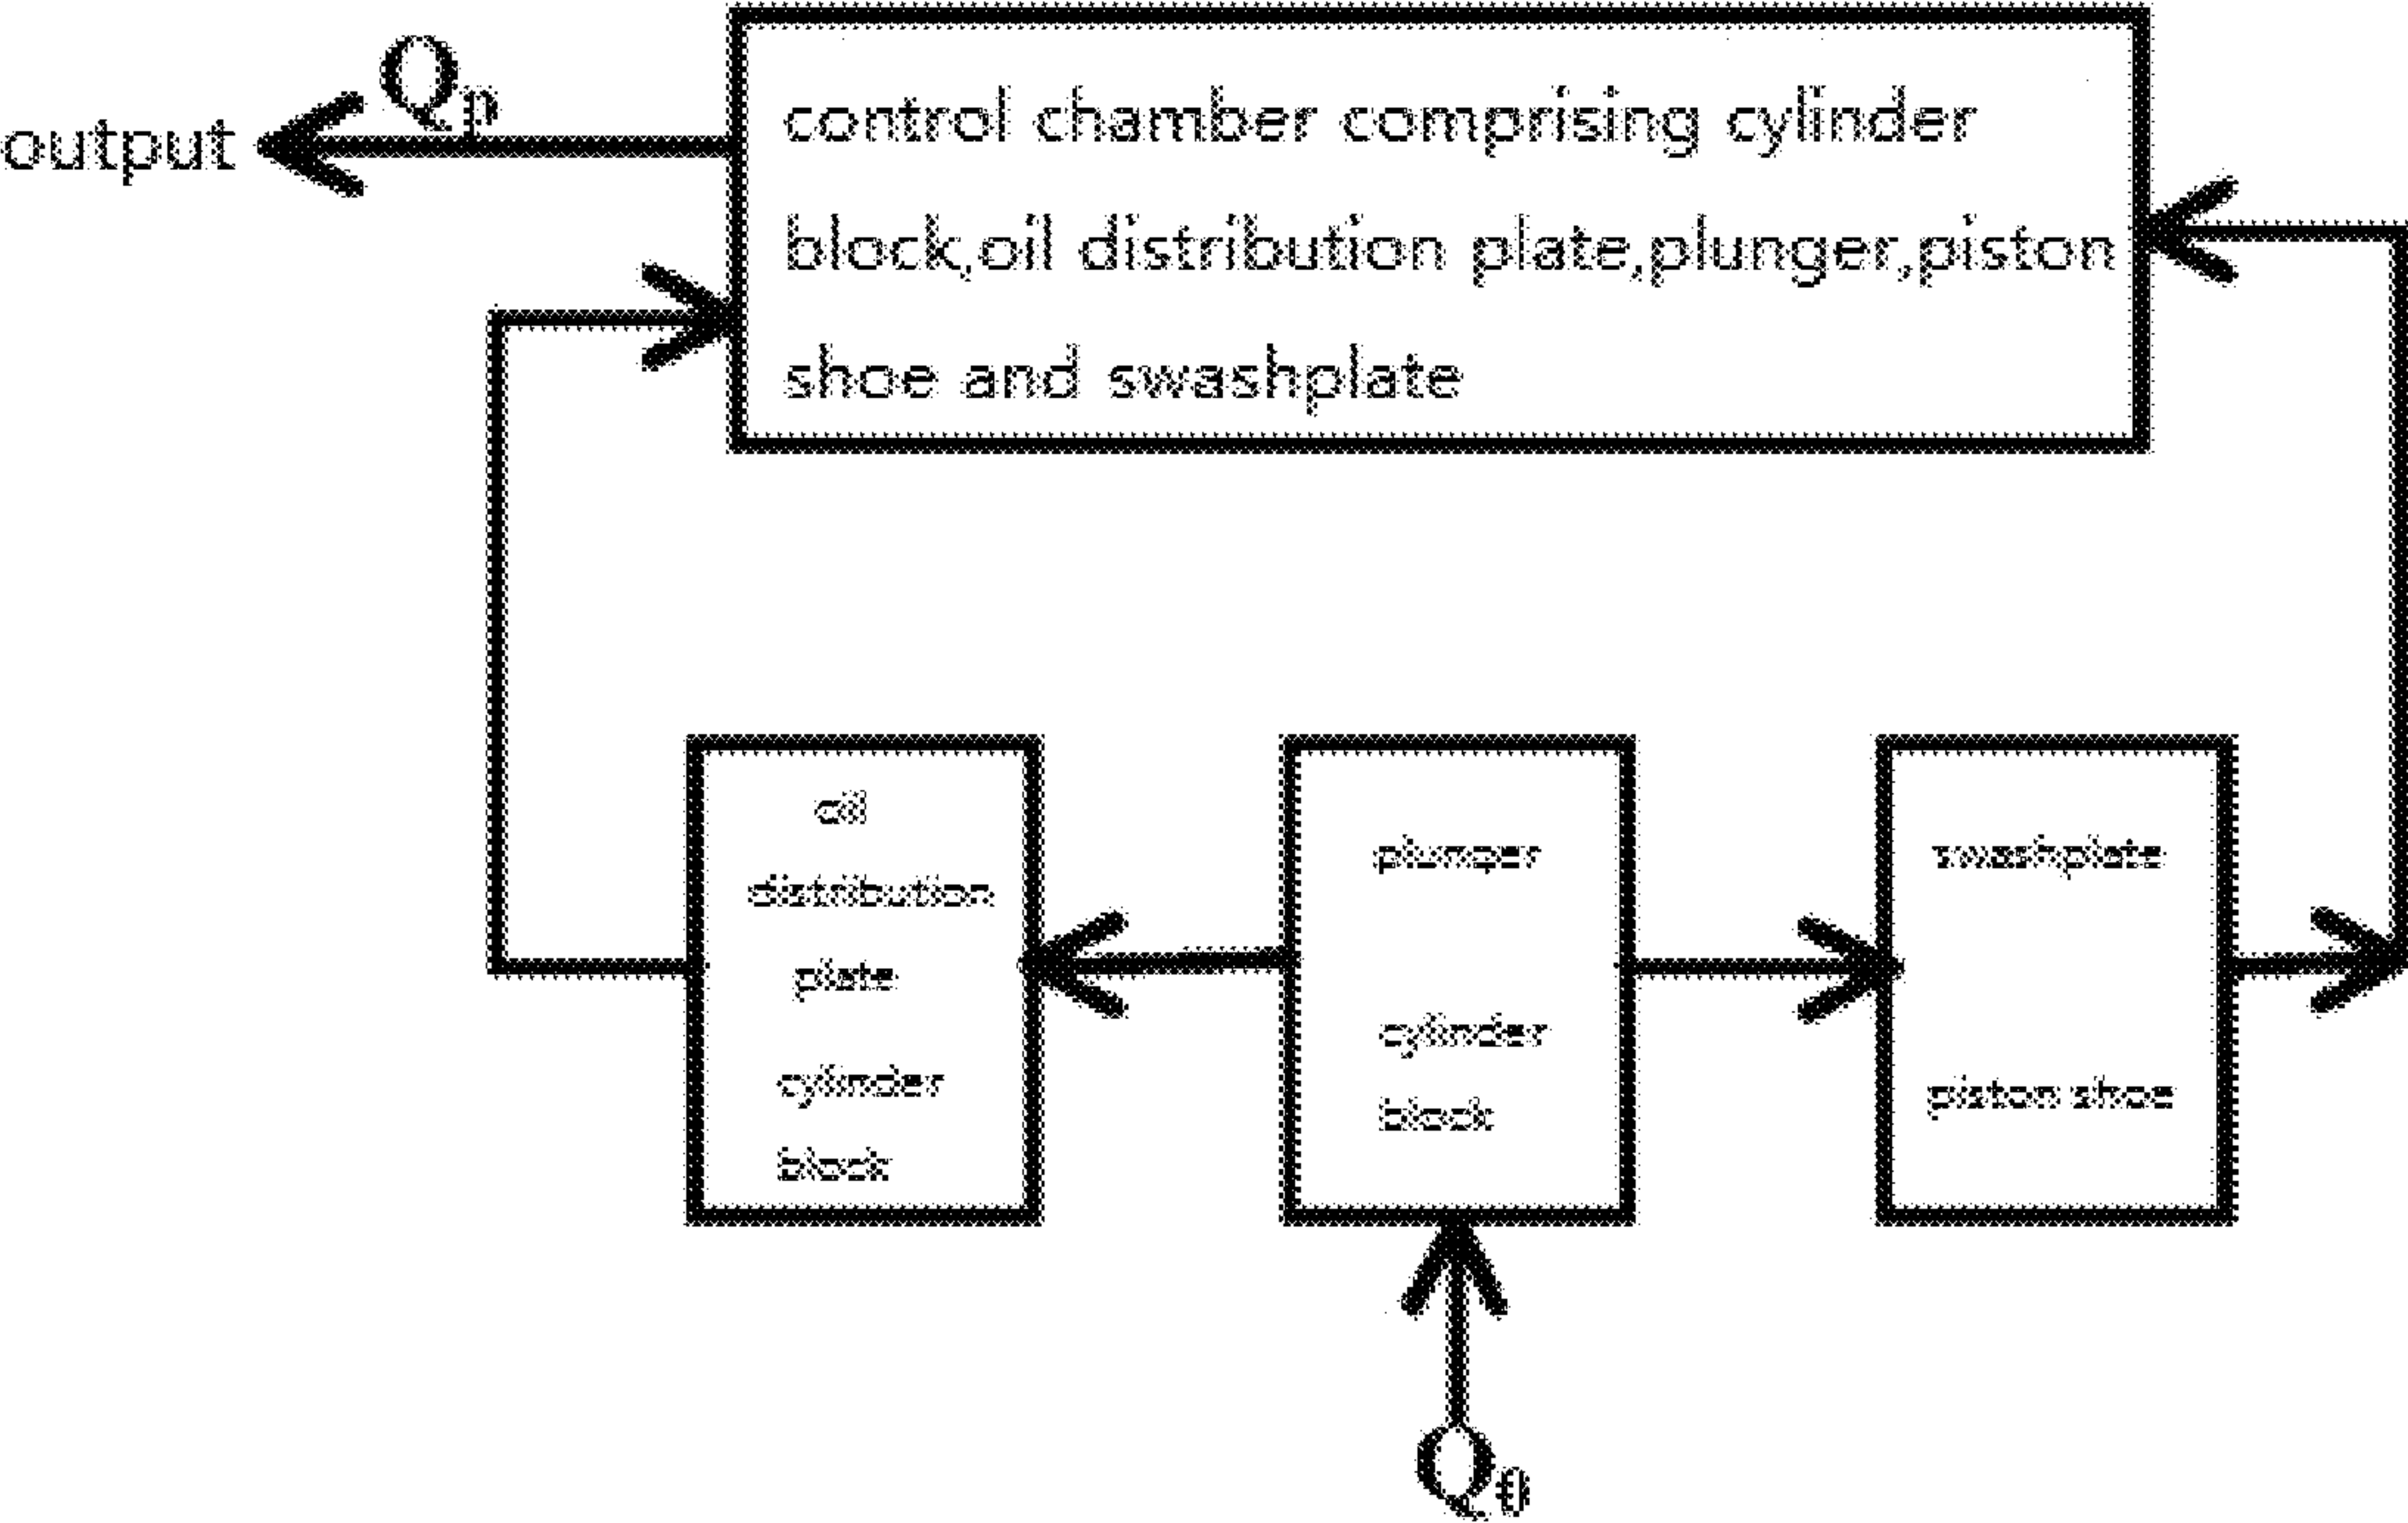 Qp
output
control chamber comprising cylinder
block,oil distribution plate,plunger,piston
shoe and swashplate
oil
distribution
plate
cylinder
block
plunger
cylinder
block
swashplate
piston shoe
Q0